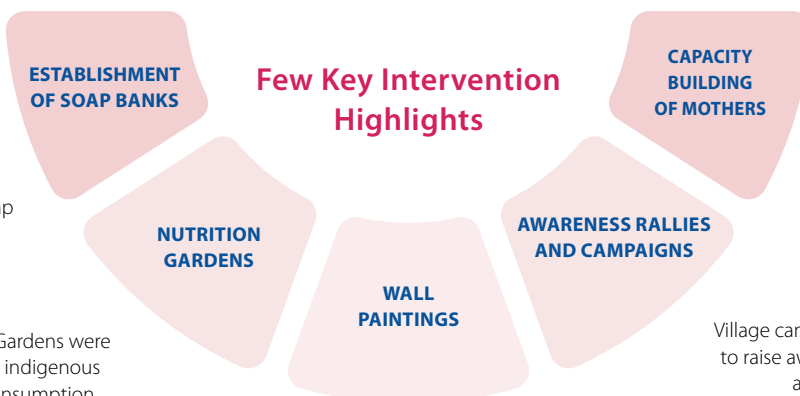 Few Key Intervention
Highlights
ESTABLISHMENT
OF SOAP BANKS
NUTRITION
GARDENS
WALL
PAINTINGS
AWARENESS RALLIES
AND CAMPAIGNS
CAPACITY
BUILDING
OF MOTHERS
Gardens were
indigenous
Village
to raise